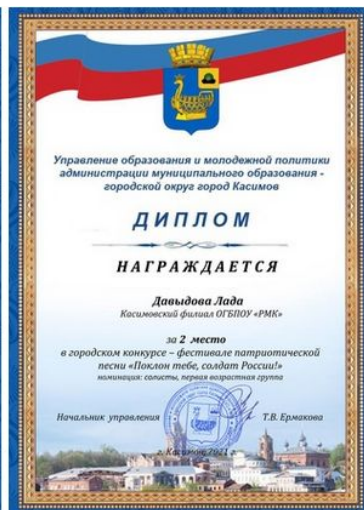 Управление образования и молодежной политики
администрации муниципального образования -
городской округ город Касимов
ДИПЛОМ
НАГРАЖДАЕТСЯ
Давыдова Лада
Касимовский филиал ОГБПОУ «РМК»
за 2 место
в городском конкурсе – фестивале патриотической
песни «Поклон тебе, солдат России!»
номинация: солисты, первая возрастная группа
Начальник управления Т.В. Ермакова
г. Касимов, 2021 г.